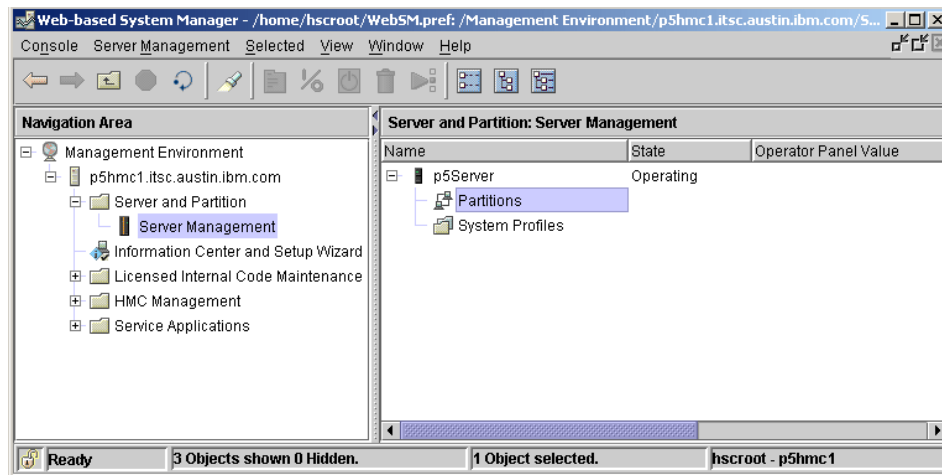 Web-based System Manager - /home/hscroot/WebSM.pref: /Management Environment/p5hmc1.itsc.austin.ibm.com/S...
Console Server Management Selected View Window Help
Navigation Area
Management Environment
p5hmc1.itsc.austin.ibm.com
Server and Partition
Server Management
Information Center and Setup Wizard
Licensed Internal Code Maintenance
HMC Management
Service Applications
Server and Partition: Server Management
Name State Operator Panel Value
p5Server Operating
Partitions
System Profiles
Ready 3 Objects shown 0 Hidden. 1 Object selected. hscroot - p5hmc1